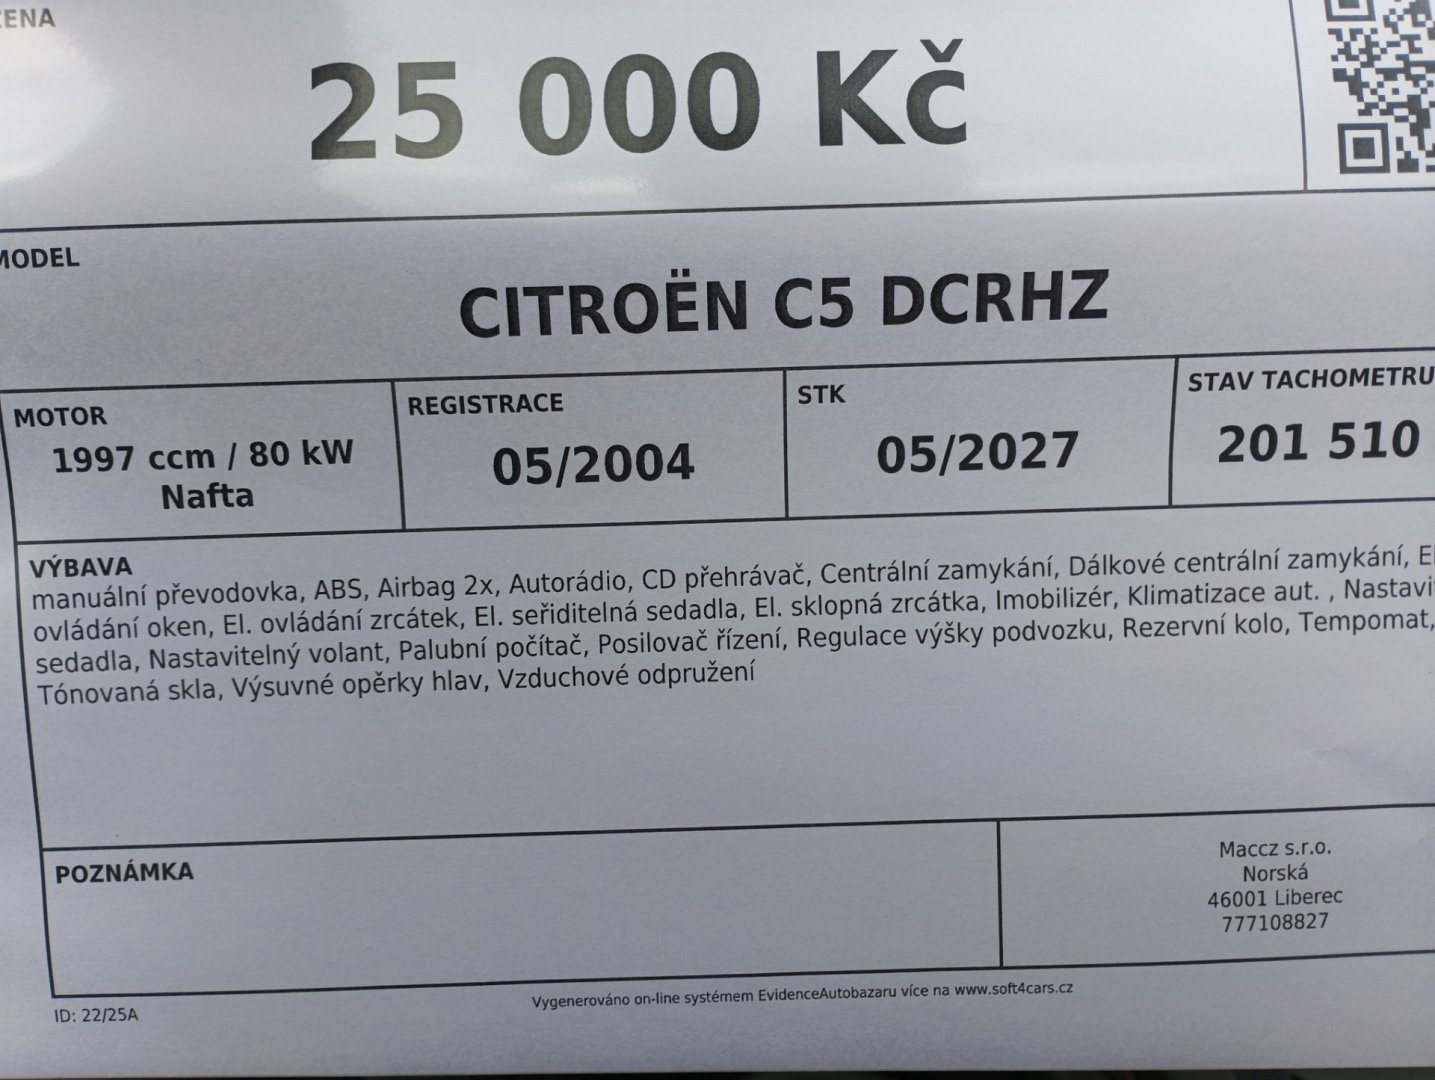 CENA
25 000 Kč
MODEL
CITROËN C5 DCRHZ
MOTOR
1997 ccm / 80 kW
Nafta
REGISTRACE
05/2004
STK
05/2027
STAV TACHOMETRU
201 510
VÝBAVA
manuální převodovka, ABS, Airbag 2x, Autorádio, CD přehrávač, Centrální zamykání, Dálkové centrální zamykání, El
ovládání oken, El. ovládání zrcátek, El. seřiditelná sedadla, El. sklopná zrcátka, Imobilizér, Klimatizace aut. , Nastavi
sedadla, Nastavitelný volant, Palubní počítač, Posilovač řízení, Regulace výšky podvozku, Rezervní kolo, Tempomat,
Tónovaná skla, Výsuvné opěrky hlav, Vzduchové odpružení
POZNÁMKA
Maccz s.r.o.
Norská
46001 Liberec
777108827
ID: 22/25A
Vygenerováno on-line systémem EvidenceAutobazaru více na www.soft4cars.cz